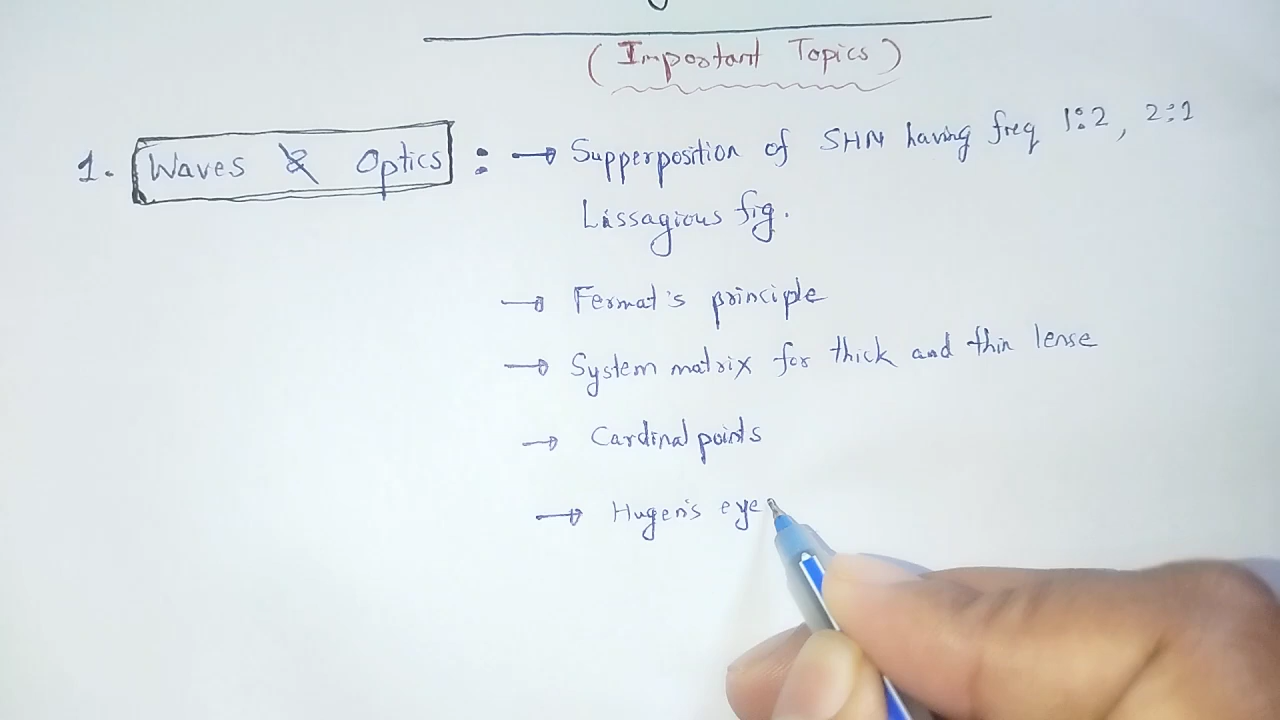 (Important Topics)
1. Waves & Optics : → Supperposition of SHM having freq 1:2, 2:1
Lissagious fig.
→ Fermat's principle
→ System matrix for thick and thin lense
→ Cardinal points
→ Hugen's eye